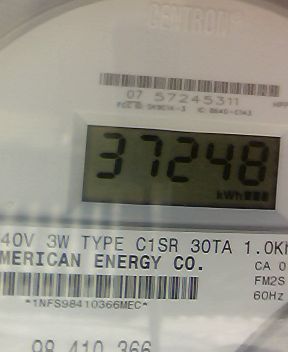 CENTRON
07 57245311
37248
kWh
40V 3W TYPE C1SR 30TA 1.0K
MERICAN ENERGY CO.
CA 0
FM2S
60Hz
*1NFS98410366MEC*
98 410 366